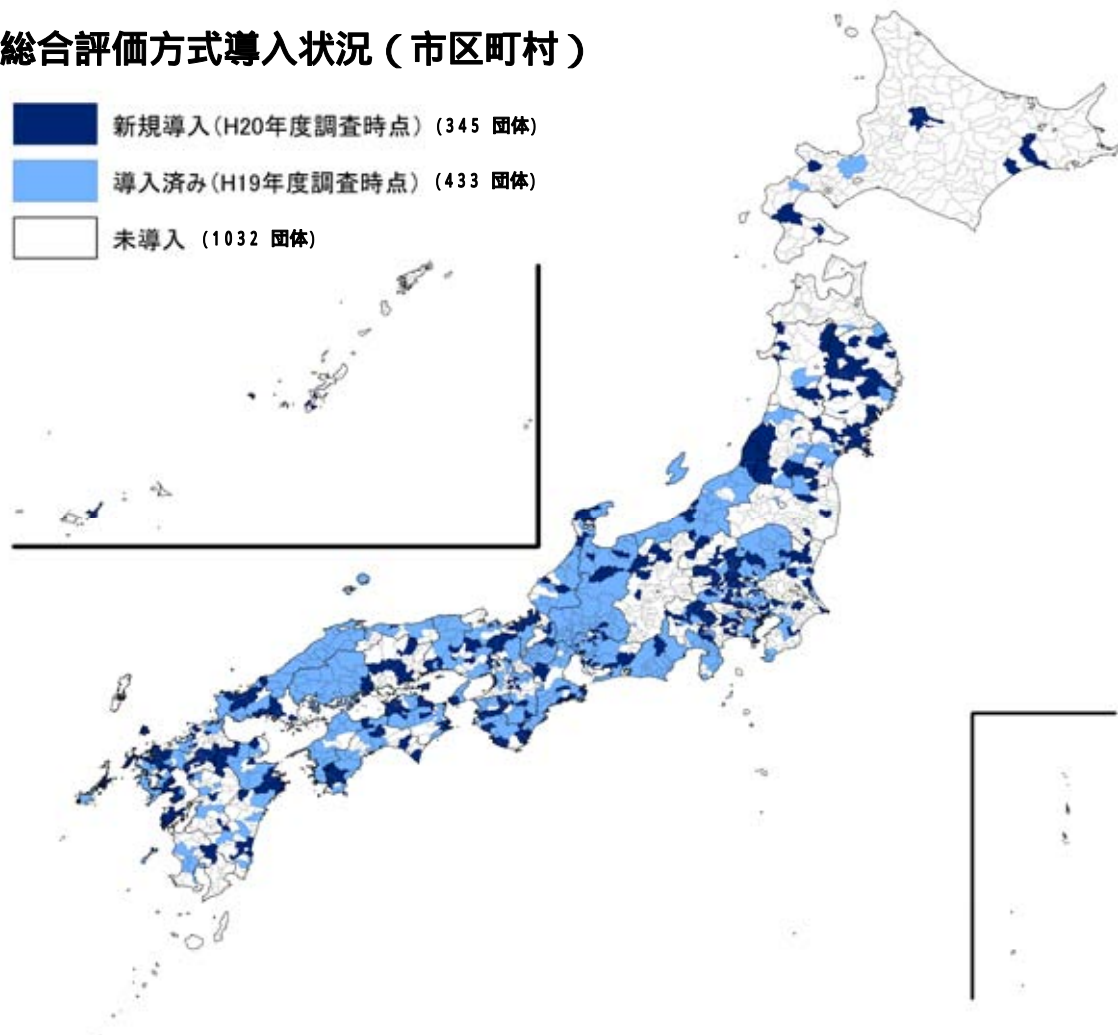 総合評価方式導入状況（市区町村）
新規導入（H20年度調査時点）（345 団体）
導入済み（H19年度調査時点）（433 団体）
未導入（1032 団体）